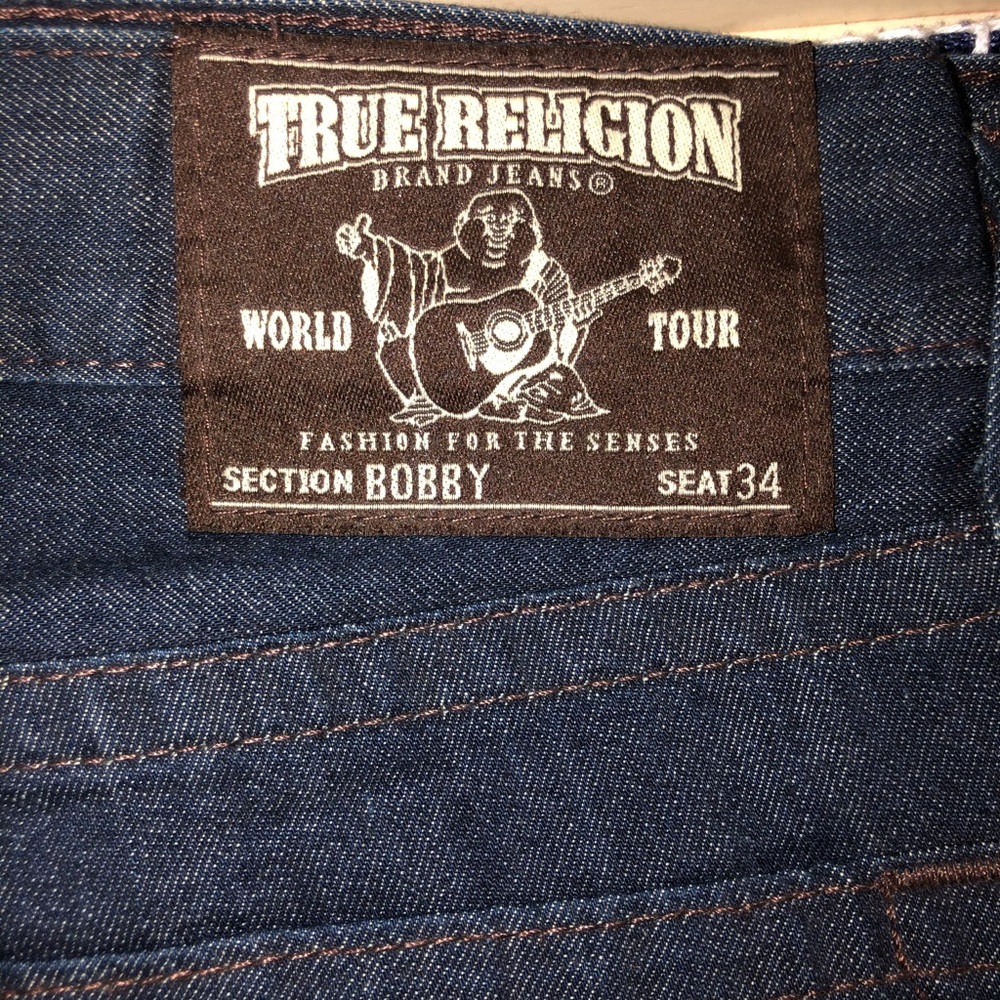 TRUE RELIGION
BRAND JEANS®
WORLD TOUR
FASHION FOR THE SENSES
SECTION BOBBY SEAT 34